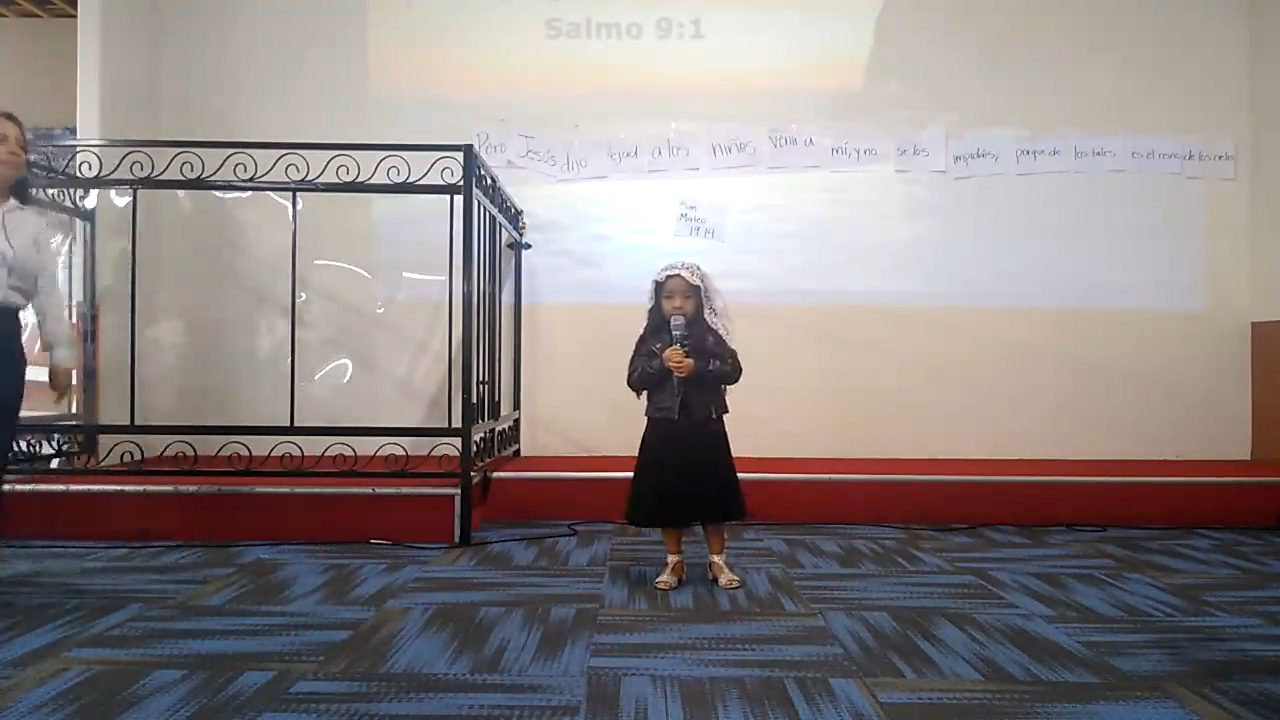 Salmo 9:1
Pero Jesús dijo dejad a los niños venir a mí, y no se los impidáis, porque de los tales es el reino de los cielos
San
Mateo
19 14